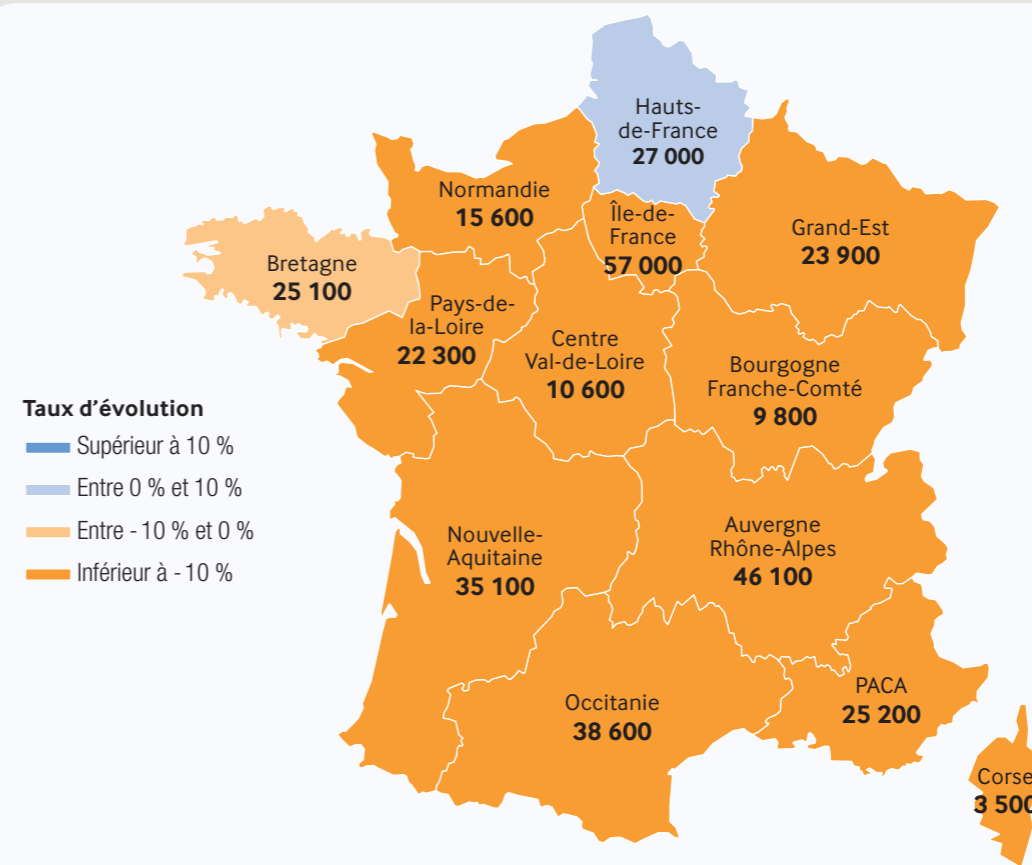 Hauts-
de-France
27 000
Normandie
15 600
Île-de-
France
57 000
Grand-Est
23 900
Bretagne
25 100
Pays-de-
la-Loire
22 300
Centre
Val-de-Loire
10 600
Bourgogne
Franche-Comté
9 800
Taux d’évolution
Supérieur à 10 %
Entre 0 % et 10 %
Entre - 10 % et 0 %
Inférieur à - 10 %
Nouvelle-
Aquitaine
35 100
Auvergne
Rhône-Alpes
46 100
Occitanie
38 600
PACA
25 200
Corse
3 500